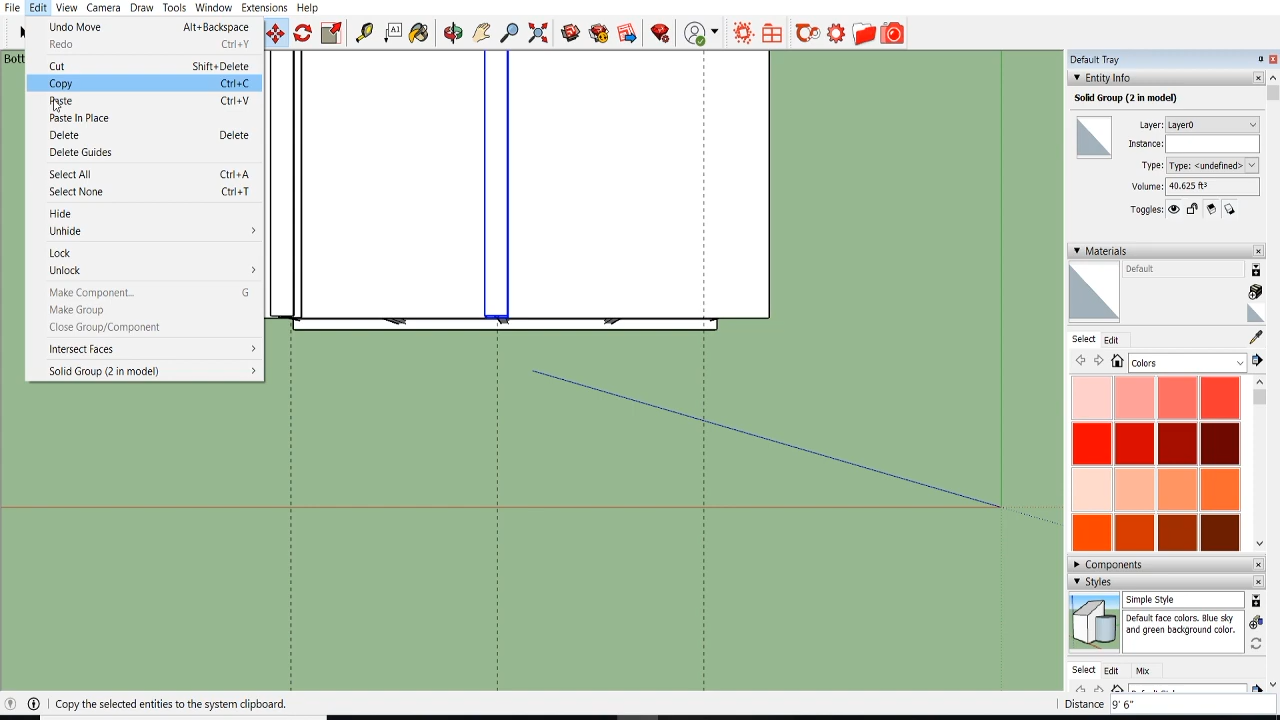 File Edit View Camera Draw Tools Window Extensions Help
Undo Move Alt+Backspace
Redo Ctrl+Y
Cut Shift+Delete
Copy Ctrl+C
Paste Ctrl+V
Paste In Place
Delete Delete
Delete Guides
Select All Ctrl+A
Select None Ctrl+T
Hide
Unhide
Lock
Unlock
Make Component... G
Make Group
Close Group/Component
Intersect Faces
Solid Group (2 in model)
A1
Default Tray
Entity Info
Solid Group (2 in model)
Layer: Layer0
Instance:
Type: Type: <undefined>
Volume: 40.625 ft³
Toggles:
Materials
Default
Select Edit
Colors
Components
Styles
Simple Style
Default face colors. Blue sky
and green background color.
Select Edit Mix
Copy the selected entities to the system clipboard.
Distance 9' 6"